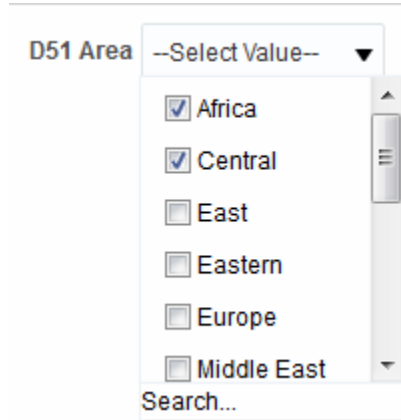 D51 Area --Select Value--
Africa
Central
East
Eastern
Europe
Middle East
Search...